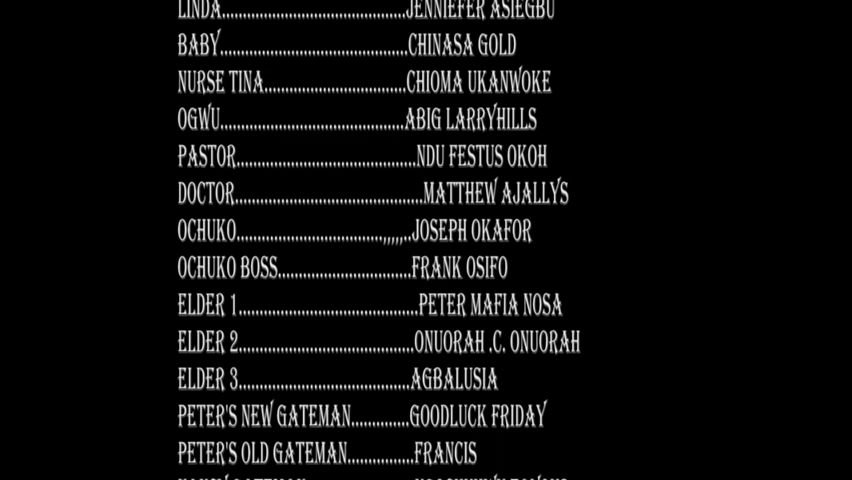 LINDA............................................JENNIEFER ASIEGBU
BABY.............................................CHINASA GOLD
NURSE TINA..................................CHIOMA UKANWOKE
OGWU............................................ABIG LARRYHILLS
PASTOR...........................................NDU FESTUS OKOH
DOCTOR.............................................MATTHEW AJALLYS
OCHUKO...................................,,,,,..JOSEPH OKAFOR
OCHUKO BOSS................................FRANK OSIFO
ELDER 1...........................................PETER MAFIA NOSA
ELDER 2..........................................ONUORAH .C. ONUORAH
ELDER 3.........................................AGBALUSIA
PETER'S NEW GATEMAN..............GOODLUCK FRIDAY
PETER'S OLD GATEMAN................FRANCIS